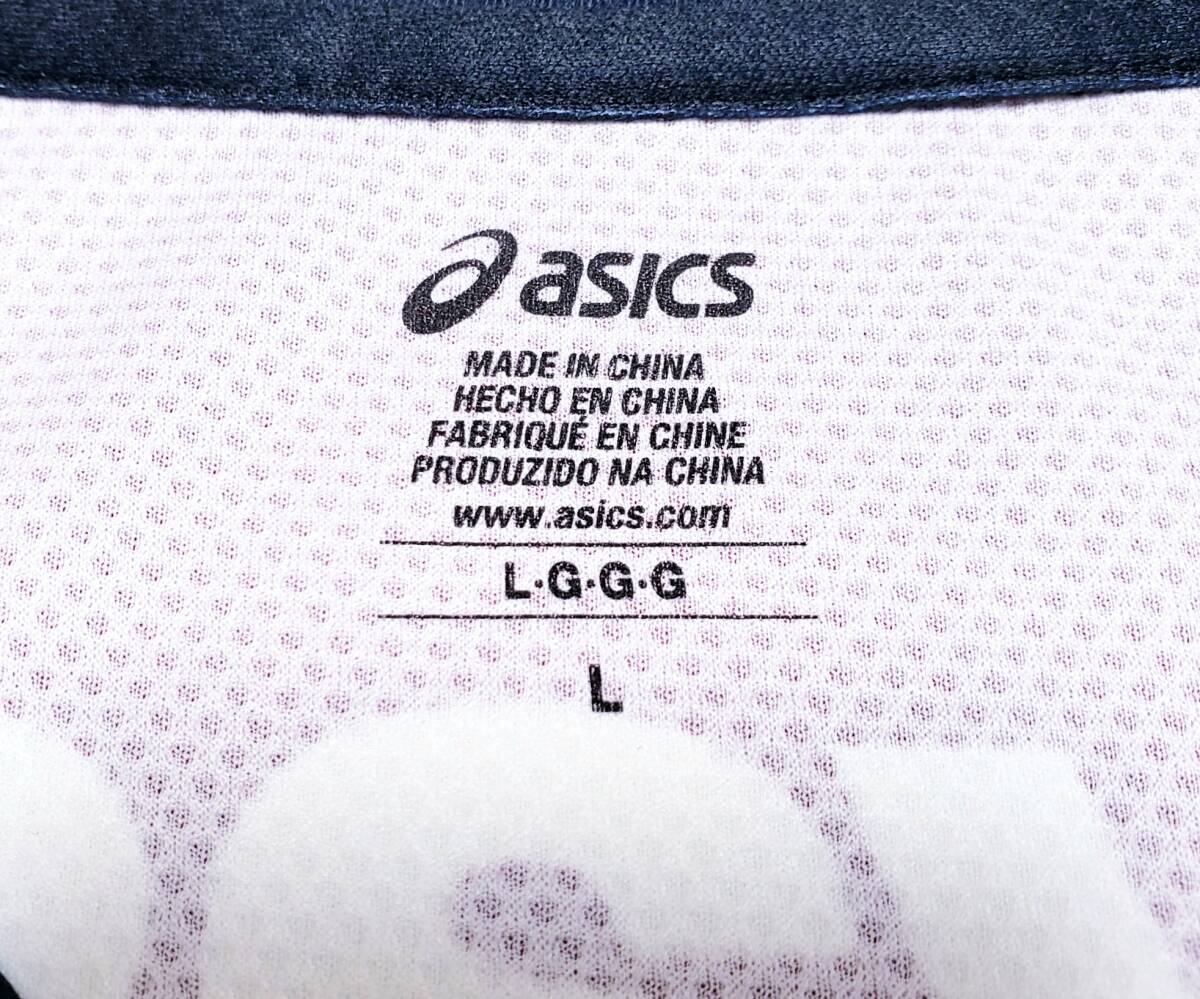 asics
MADE IN CHINA
HECHO EN CHINA
FABRIQUÉ EN CHINE
PRODUZIDO NA CHINA
www.asics.com
L·G·G·G
L